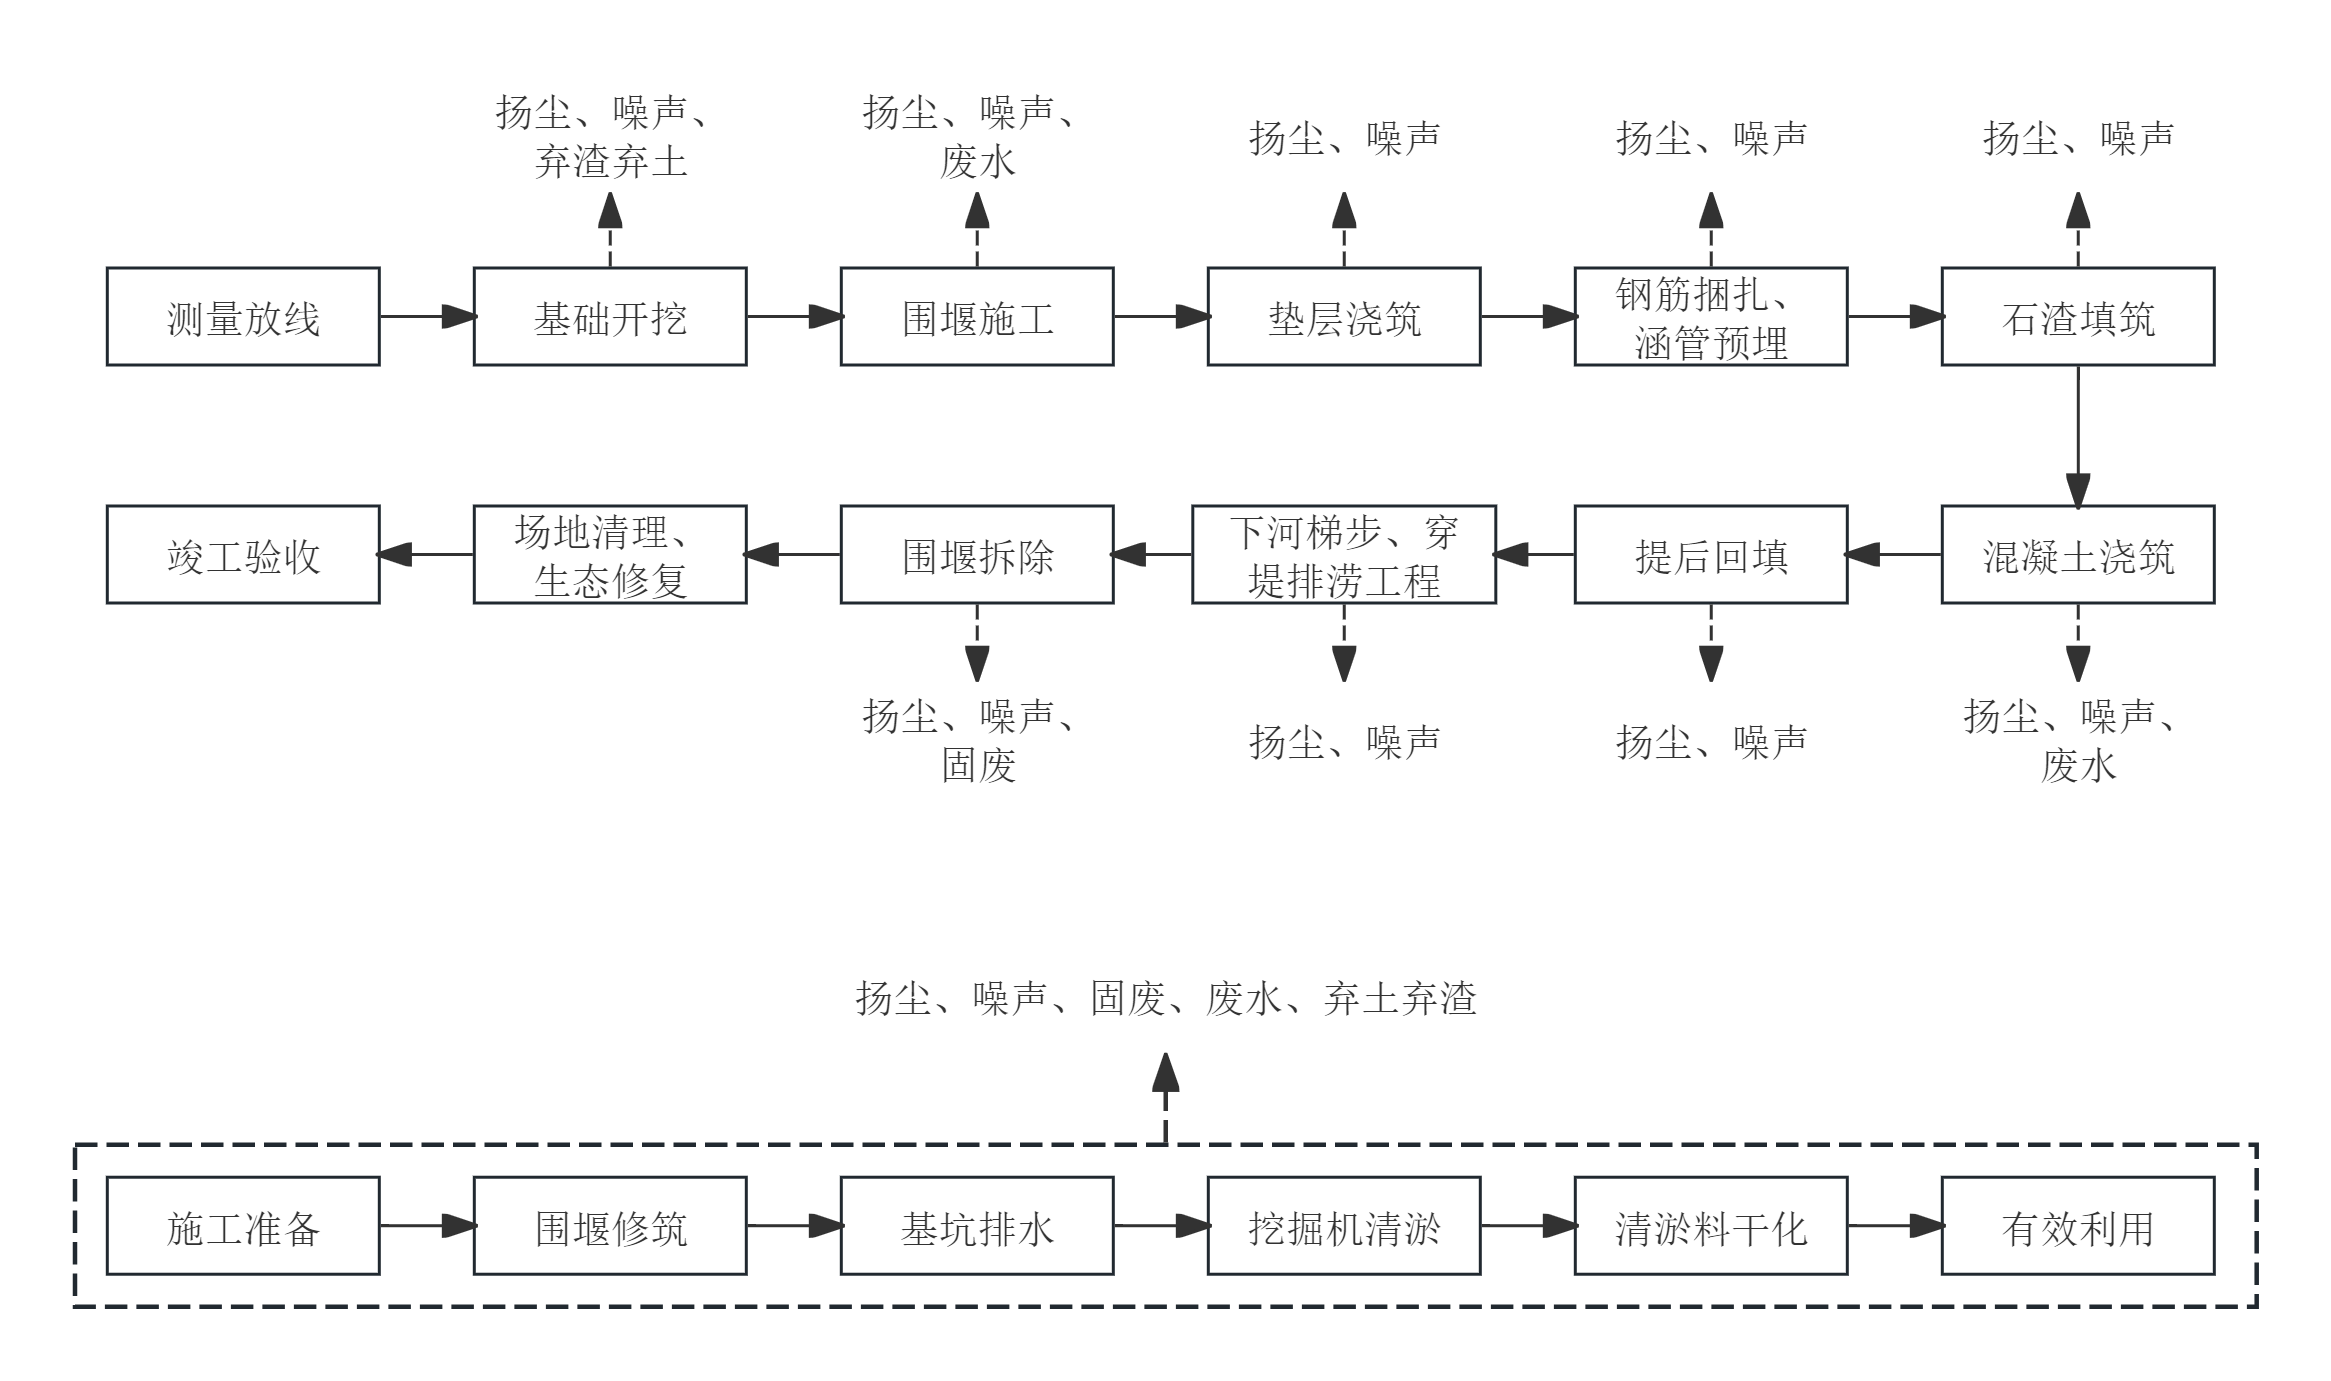 扬尘、噪声、
弃渣弃土
扬尘、噪声、
废水
扬尘、噪声
扬尘、噪声
扬尘、噪声
测量放线
基础开挖
围堰施工
垫层浇筑
钢筋捆扎、
涵管预埋
石渣填筑
竣工验收
场地清理、
生态修复
围堰拆除
下河梯步、穿
堤排涝工程
提后回填
混凝土浇筑
扬尘、噪声、
固废
扬尘、噪声
扬尘、噪声
扬尘、噪声、
废水
扬尘、噪声、固废、废水、弃土弃渣
施工准备
围堰修筑
基坑排水
挖掘机清淤
清淤料干化
有效利用